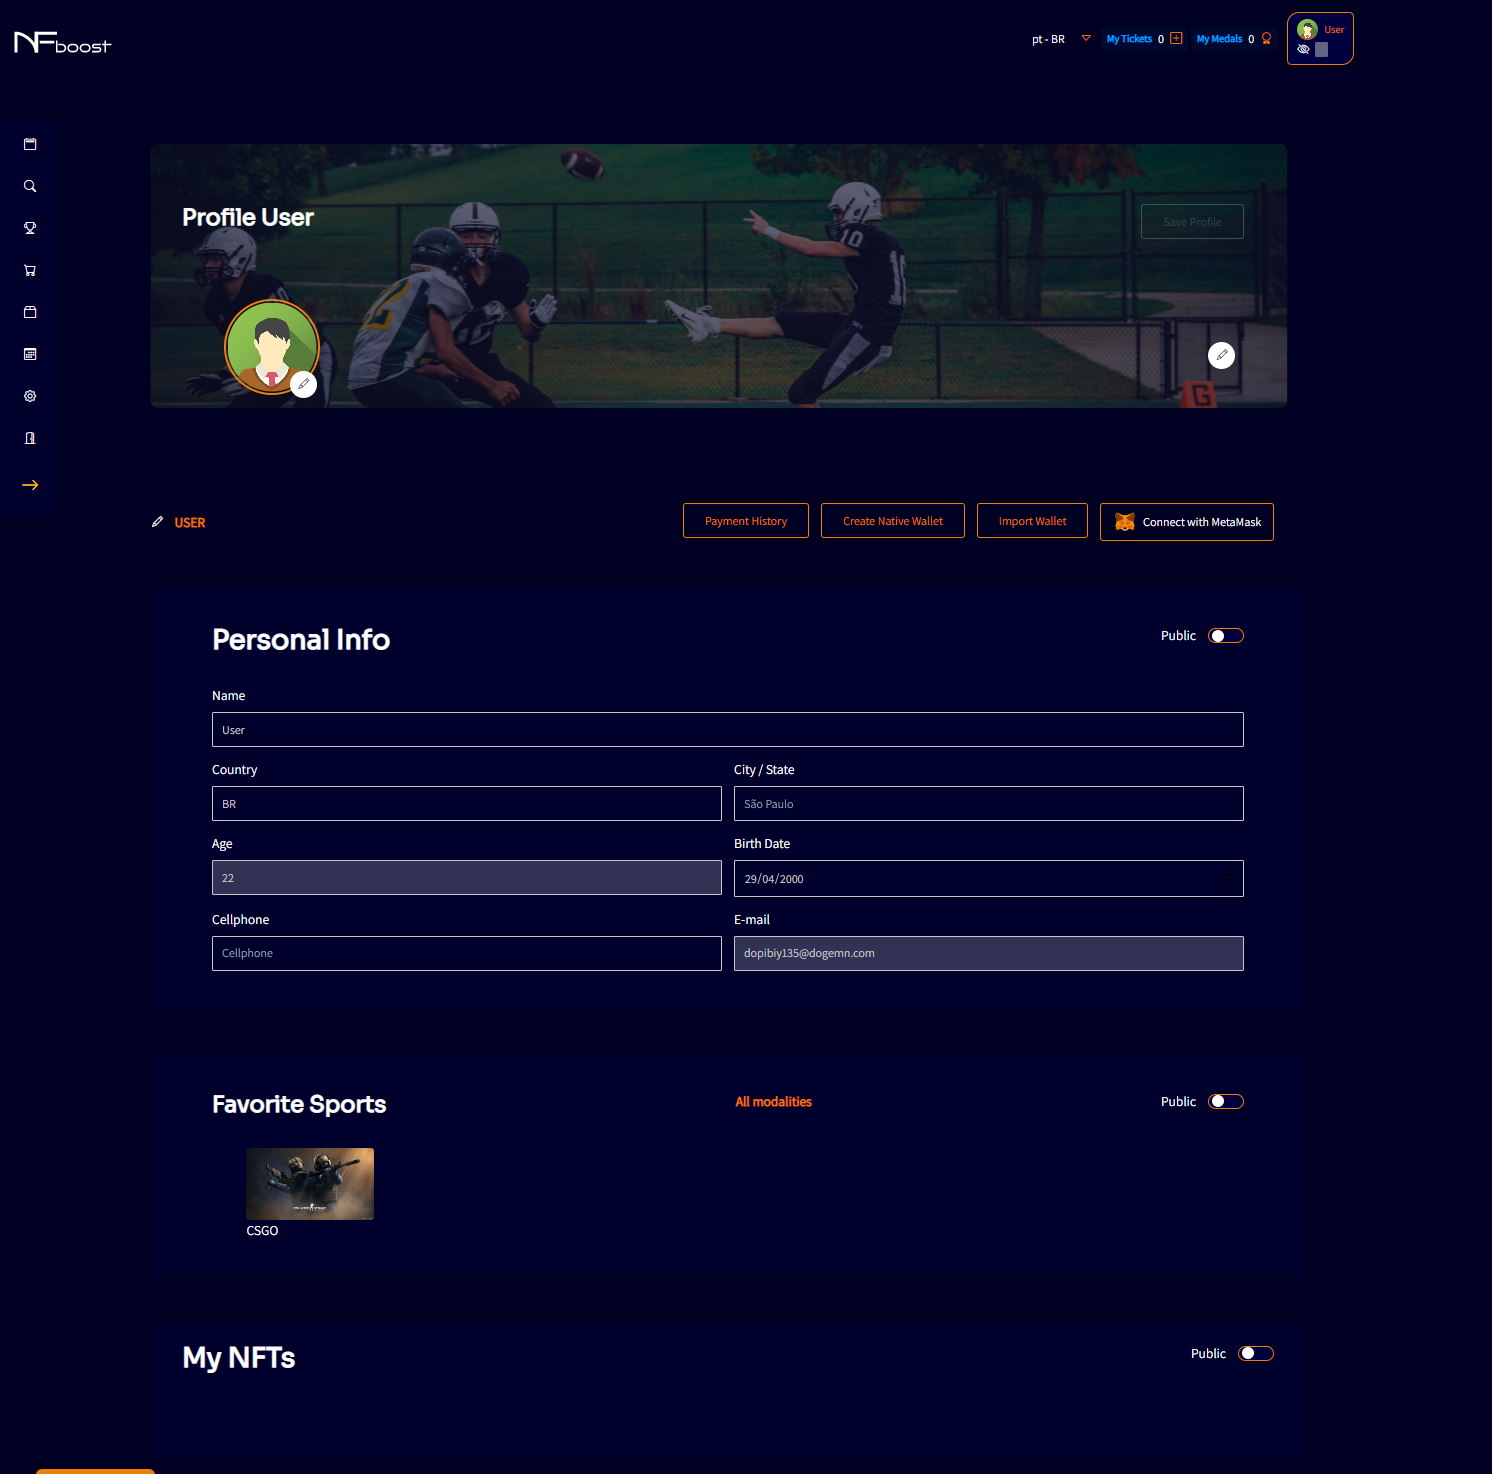 NFboost
pt - BR
My Tickets 0
My Medals 0
User
Profile User
Save Profile
10
USER
Payment History
Create Native Wallet
Import Wallet
Connect with MetaMask
Personal Info
Public
Name
User
Country
City / State
BR
São Paulo
Age
Birth Date
22
29/04/2000
Cellphone
E-mail
Cellphone
dopibiy135@dogemn.com
Favorite Sports
All modalities
Public
CSGO
My NFTs
Public